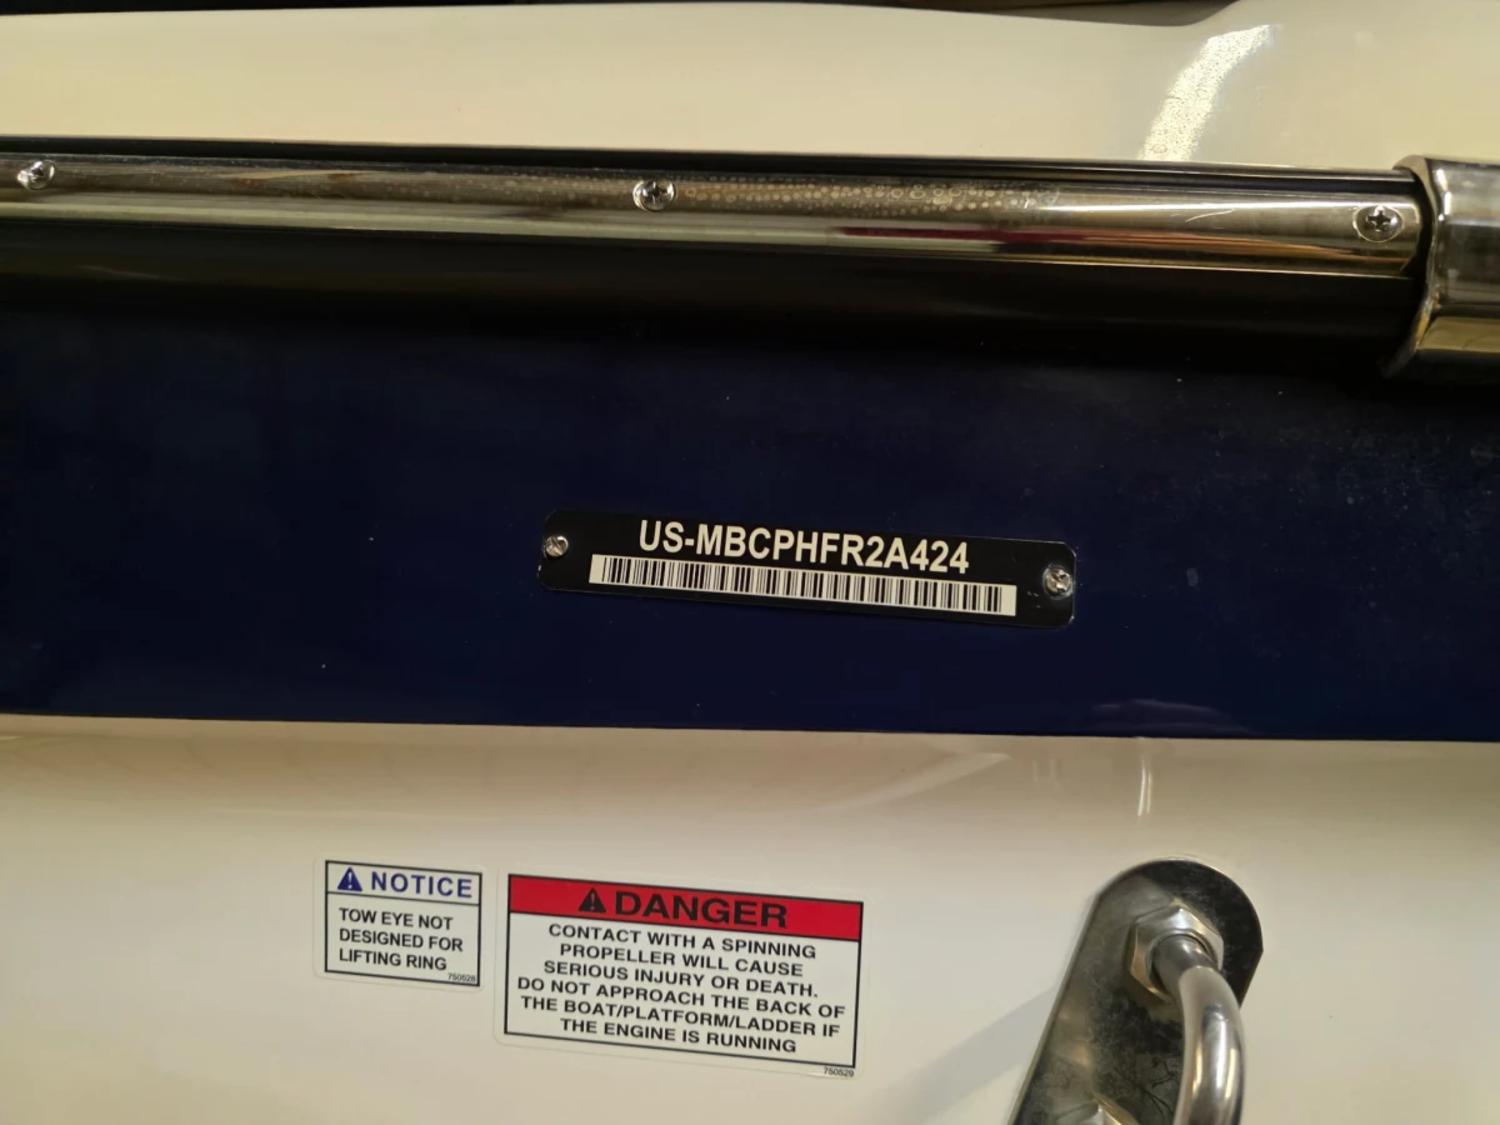 US-MBCPHFR2A424
NOTICE
TOW EYE NOT
DESIGNED FOR
LIFTING RING
750528
DANGER
CONTACT WITH A SPINNING
PROPELLER WILL CAUSE
SERIOUS INJURY OR DEATH.
DO NOT APPROACH THE BACK OF
THE BOAT/PLATFORM/LADDER IF
THE ENGINE IS RUNNING
750529